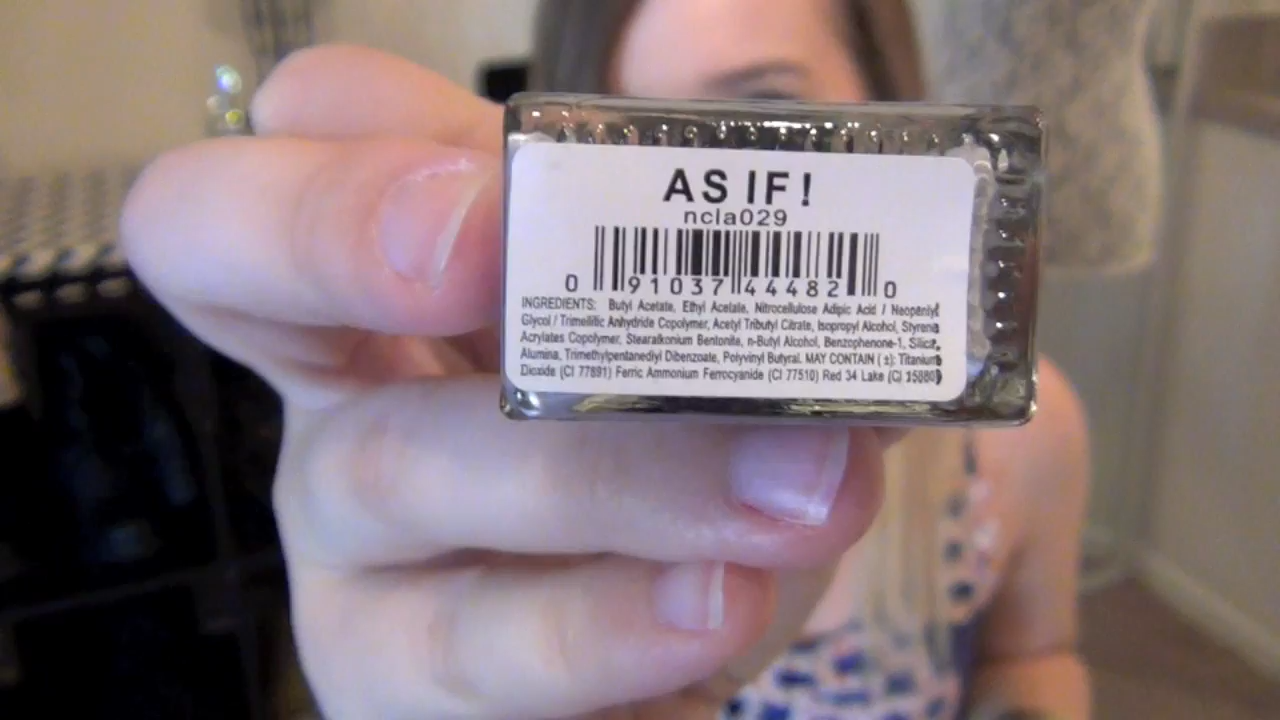 AS IF!
ncla029
0 91037 44482 0
INGREDIENTS: Butyl Acetate, Ethyl Acetate, Nitrocellulose Adipic Acid / Neopentyl
Glycol / Trimellitic Anhydride Copolymer, Acetyl Tributyl Citrate, Isopropyl Alcohol, Styrene
Acrylates Copolymer, Stearalkonium Bentonite, n-Butyl Alcohol, Benzophenone-1, Silica,
Alumina, Trimethylpentanediyl Dibenzoate, Polyvinyl Butyral. MAY CONTAIN (±): Titanium
Dioxide (CI 77891) Ferric Ammonium Ferrocyanide (CI 77510) Red 34 Lake (CI 15880)